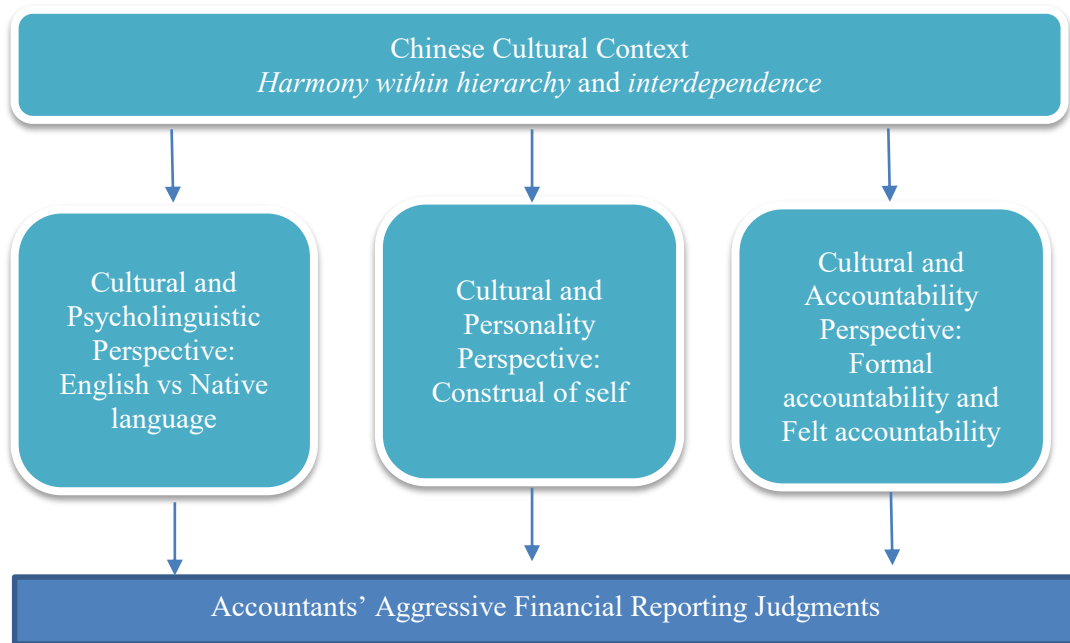 Chinese Cultural Context
Harmony within hierarchy and interdependence
Cultural and
Psycholinguistic
Perspective:
English vs Native
language
Cultural and
Personality
Perspective:
Construal of self
Cultural and
Accountability
Perspective:
Formal
accountability and
Felt accountability
Accountants’ Aggressive Financial Reporting Judgments